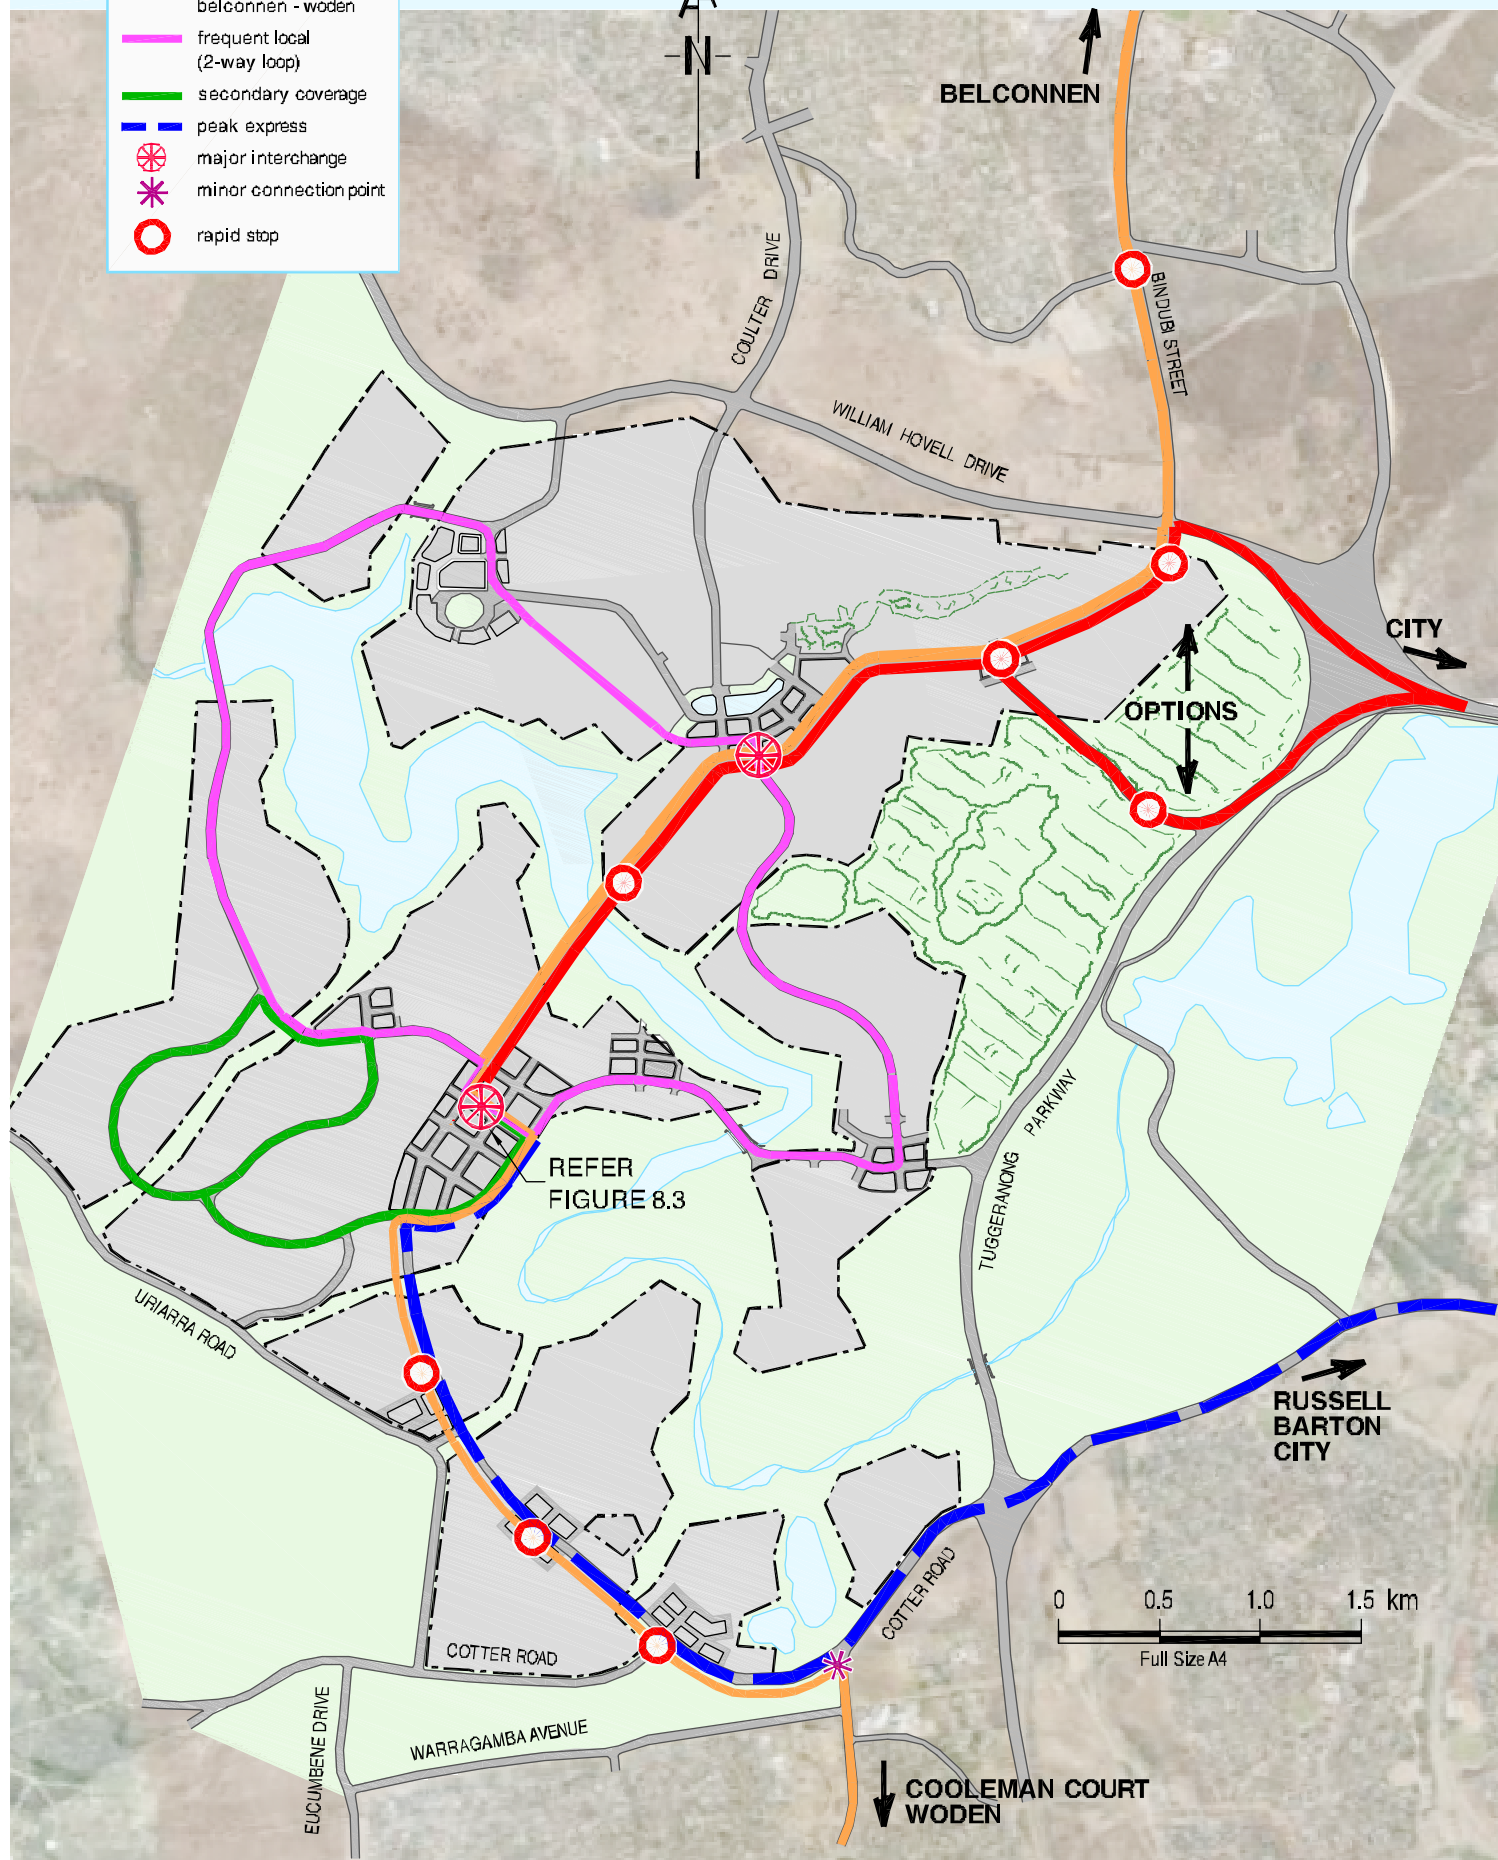 belconnen - woden
frequent local
(2-way loop)
secondary coverage
peak express
major interchange
minor connection point
rapid stop
N
BELCONNEN
COULTER DRIVE
BINDUBI STREET
WILLIAM HOVELL DRIVE
CITY
OPTIONS
TUGGERANONG PARKWAY
REFER
FIGURE 8.3
URIARRA ROAD
RUSSELL
BARTON
CITY
COTTER ROAD
0 0.5 1.0 1.5 km
Full Size A4
COTTER ROAD
EUCUMBENE DRIVE
WARRAGAMBA AVENUE
COOLEMAN COURT
WODEN